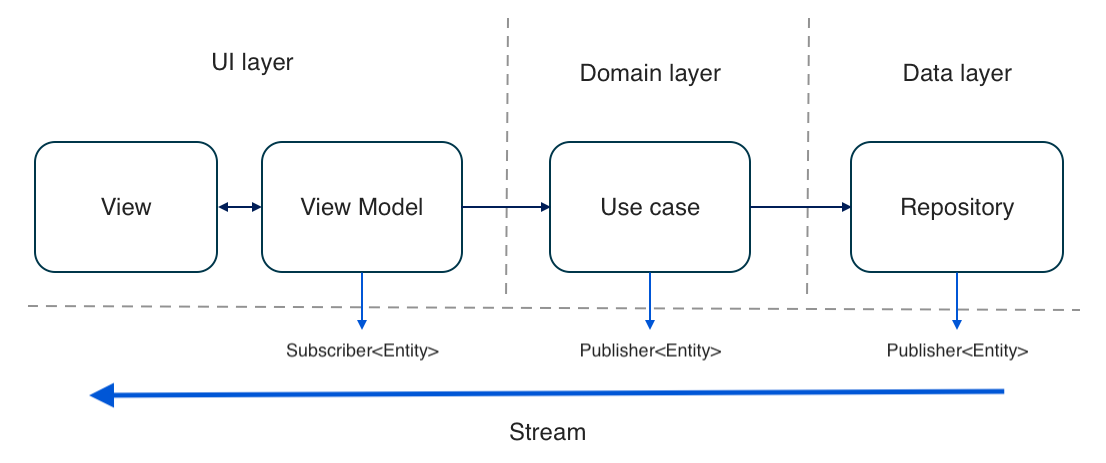 UI layer
Domain layer
Data layer
View
View Model
Use case
Repository
Subscriber<Entity>
Publisher<Entity>
Publisher<Entity>
Stream